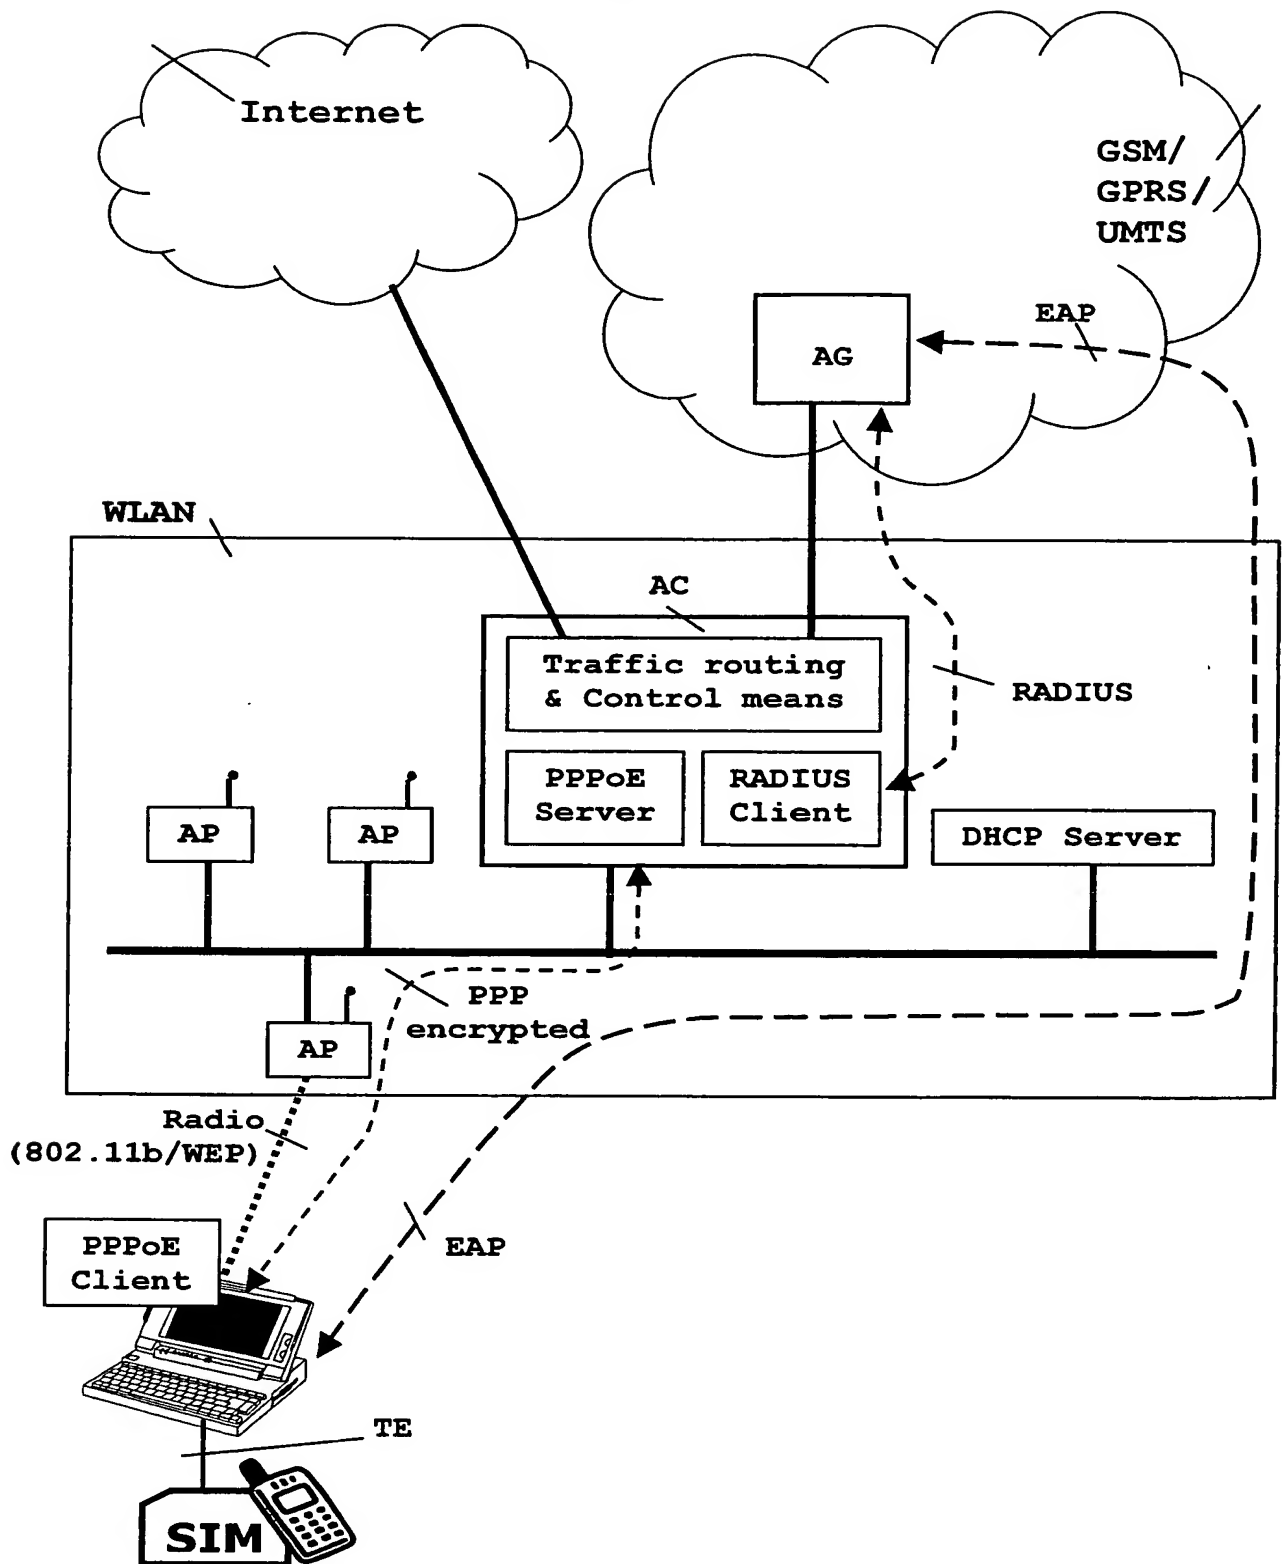 Internet
GSM/
GPRS/
UMTS
EAP
AG
WLAN
AC
Traffic routing
& Control means
RADIUS
PPPoE
Server
RADIUS
Client
AP
AP
DHCP Server
PPP
encrypted
AP
Radio
(802.11b/WEP)
PPPoE
Client
EAP
TE
SIM